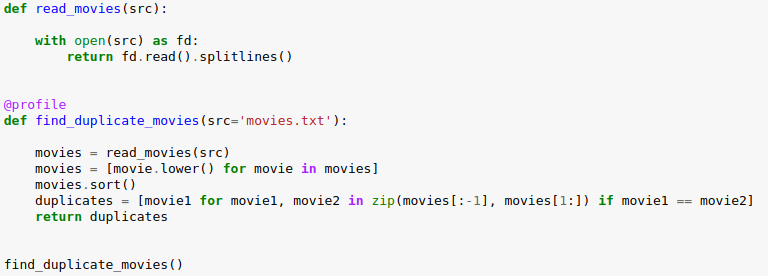 def read_movies(src):
    with open(src) as fd:
        return fd.read().splitlines()
@profile
def find_duplicate_movies(src='movies.txt'):
    movies = read_movies(src)
    movies = [movie.lower() for movie in movies]
    movies.sort()
    duplicates = [movie1 for movie1, movie2 in zip(movies[:-1], movies[1:]) if movie1 == movie2]
    return duplicates
find_duplicate_movies()